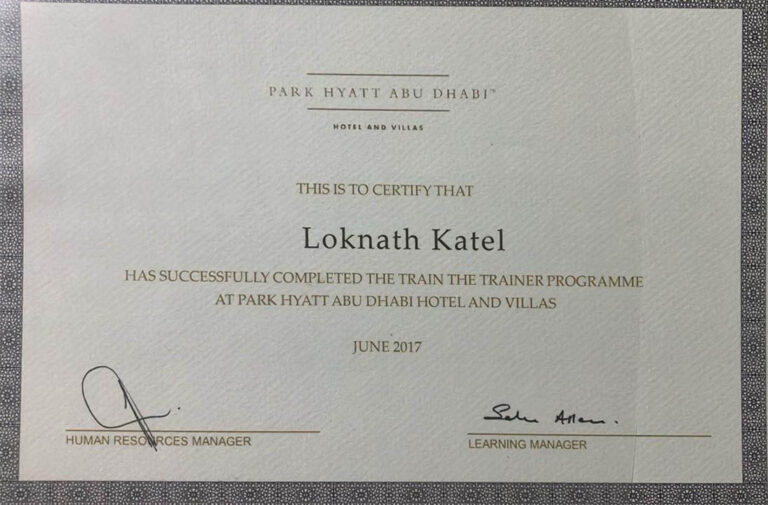 PARK HYATT ABU DHABI™
HOTEL AND VILLAS
THIS IS TO CERTIFY THAT
Loknath Katel
HAS SUCCESSFULLY COMPLETED THE TRAIN THE TRAINER PROGRAMME
AT PARK HYATT ABU DHABI HOTEL AND VILLAS
JUNE 2017
HUMAN RESOURCES MANAGER
LEARNING MANAGER